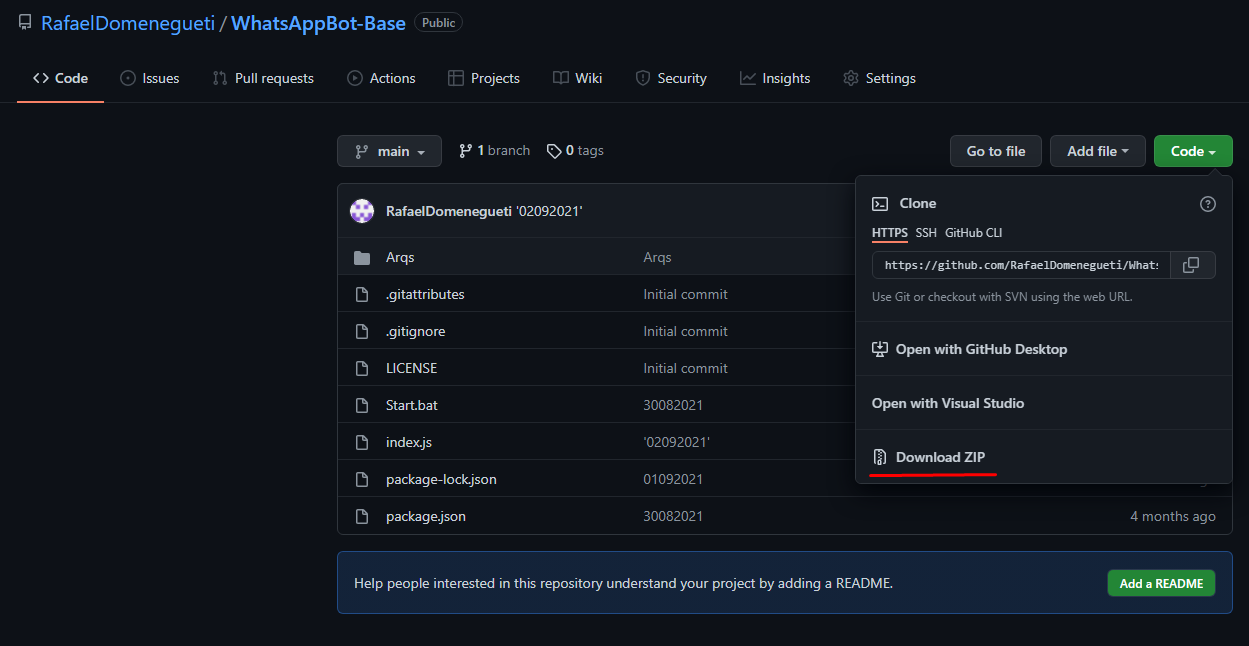 RafaelDomenegueti / WhatsAppBot-Base Public
Code Issues Pull requests Actions Projects Wiki Security Insights Settings
main 1 branch 0 tags Go to file Add file Code
RafaelDomenegueti '02092021'
Arqs Arqs
.gitattributes Initial commit
.gitignore Initial commit
LICENSE Initial commit
Start.bat 30082021
index.js '02092021'
package-lock.json 01092021
package.json 30082021 4 months ago
Clone
HTTPS SSH GitHub CLI
https://github.com/RafaelDomenegueti/Whats
Use Git or checkout with SVN using the web URL.
Open with GitHub Desktop
Open with Visual Studio
Download ZIP
Help people interested in this repository understand your project by adding a README. Add a README